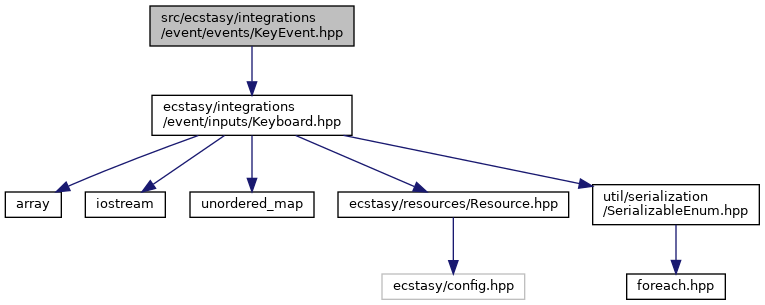 src/ecstasy/integrations
/event/events/KeyEvent.hpp
ecstasy/integrations
/event/inputs/Keyboard.hpp
array
iostream
unordered_map
ecstasy/resources/Resource.hpp
util/serialization
/SerializableEnum.hpp
ecstasy/config.hpp
foreach.hpp